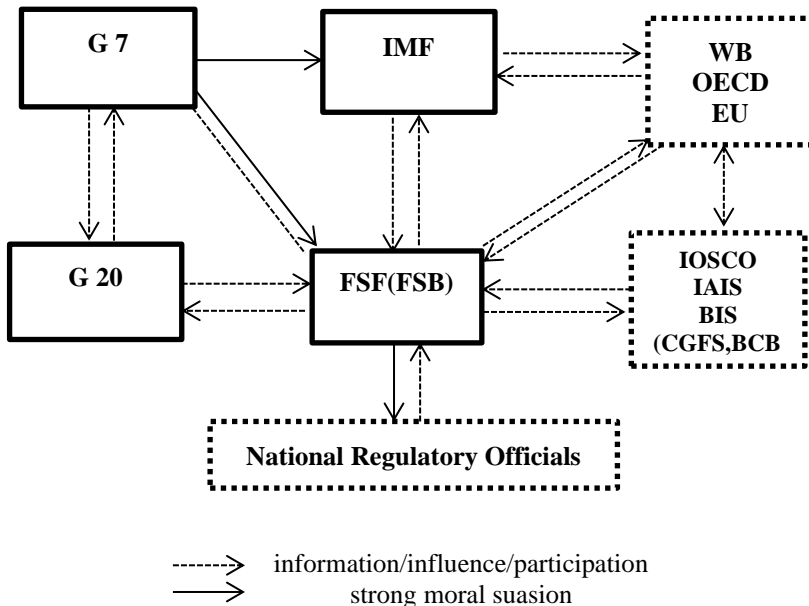 G 7
IMF
WB
OECD
EU
G 20
FSF(FSB)
IOSCO
IAIS
BIS
(CGFS,BCB
National Regulatory Officials
information/influence/participation
strong moral suasion